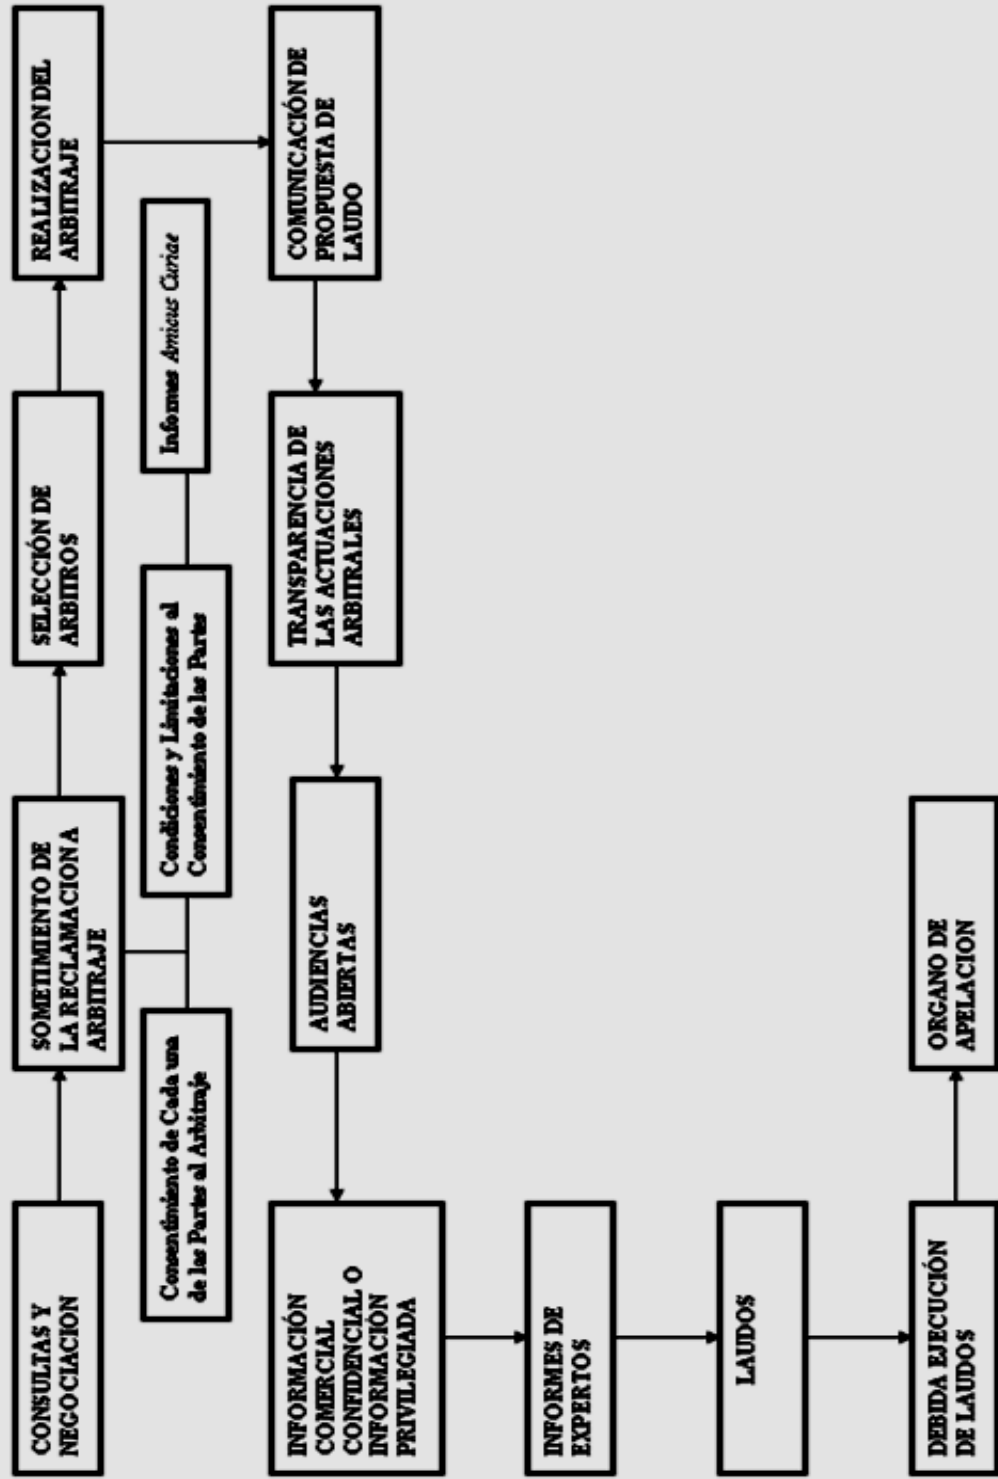 CONSULTAS Y
NEGOCIACION
SOMETIMIENTO DE
LA RECLAMACION A
ARBITRAJE
SELECCIÓN DE
ARBITROS
REALIZACION DEL
ARBITRAJE
Consentimiento de Cada una
de las Partes al Arbitraje
Condiciones y Limitaciones al
Consentimiento de las Partes
Informes Amicus Curiae
COMUNICACIÓN DE
PROPUESTA DE
LAUDO
TRANSPARENCIA DE
LAS ACTUACIONES
ARBITRALES
AUDIENCIAS
ABIERTAS
INFORMACIÓN
COMERCIAL
CONFIDENCIAL O
INFORMACIÓN
PRIVILEGIADA
INFORMES DE
EXPERTOS
LAUDOS
DEBIDA EJECUCIÓN
DE LAUDOS
ORGANO DE
APELACION